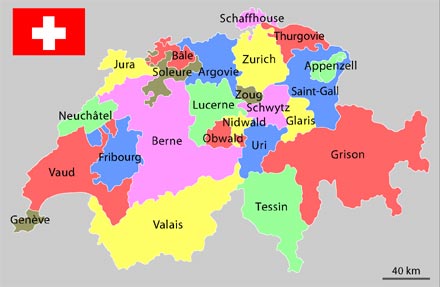 Schaffhouse
Thurgovie
Jura
Bâle
Zurich
Appenzell
Soleure
Argovie
Saint-Gall
Zoug
Lucerne
Schwytz
Neuchâtel
Nidwald
Glaris
Berne
Obwald
Uri
Fribourg
Grison
Vaud
Tessin
Genève
Valais
40 km